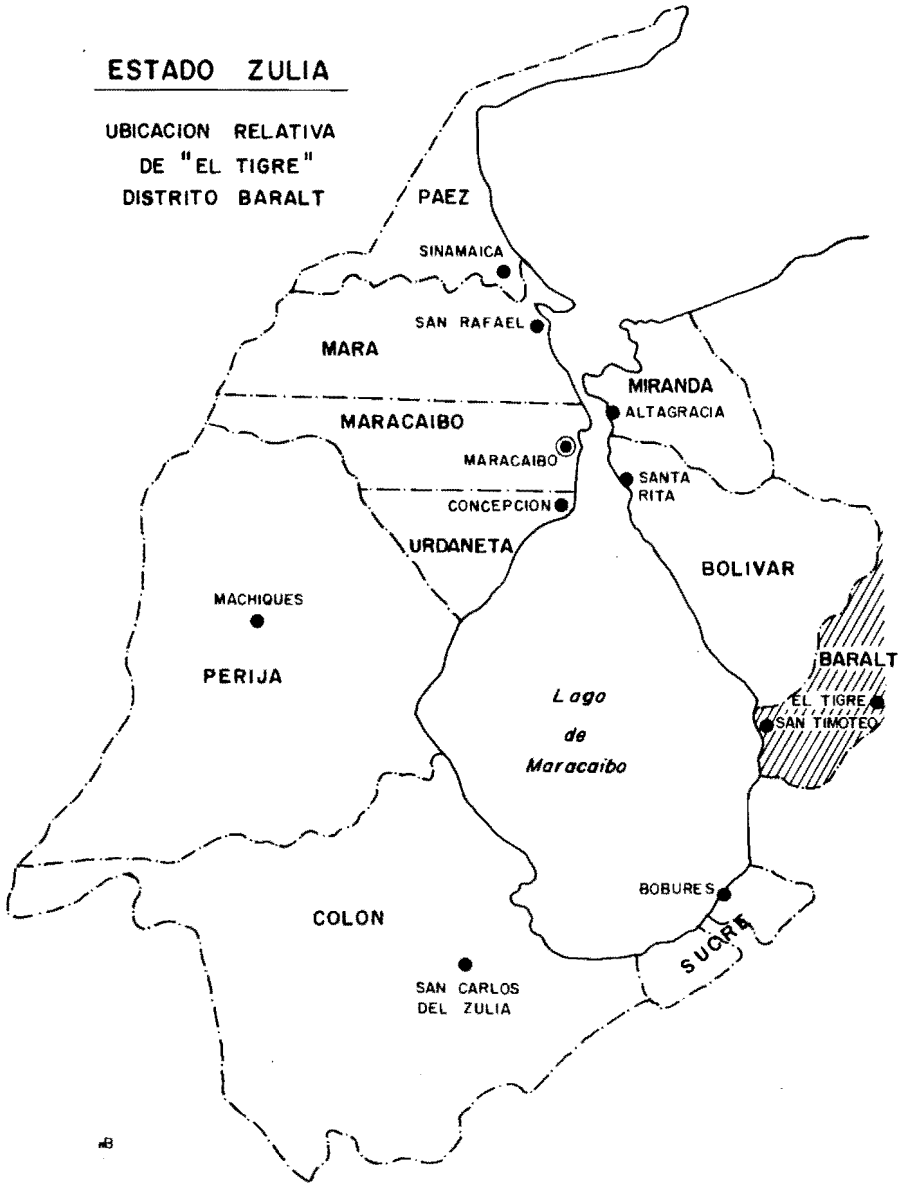 ESTADO ZULIA
UBICACION RELATIVA
DE "EL TIGRE"
DISTRITO BARALT
PAEZ
SINAMAICA
SAN RAFAEL
MARA
MIRANDA
ALTAGRACIA
MARACAIBO
MARACAIBO
SANTA
RITA
CONCEPCION
URDANETA
BOLIVAR
MACHIQUES
BARALT
PERIJA
EL TIGRE
SAN TIMOTEO
Lago
de
Maracaibo
BOBURES
COLON
SUCRE
SAN CARLOS
DEL ZULIA